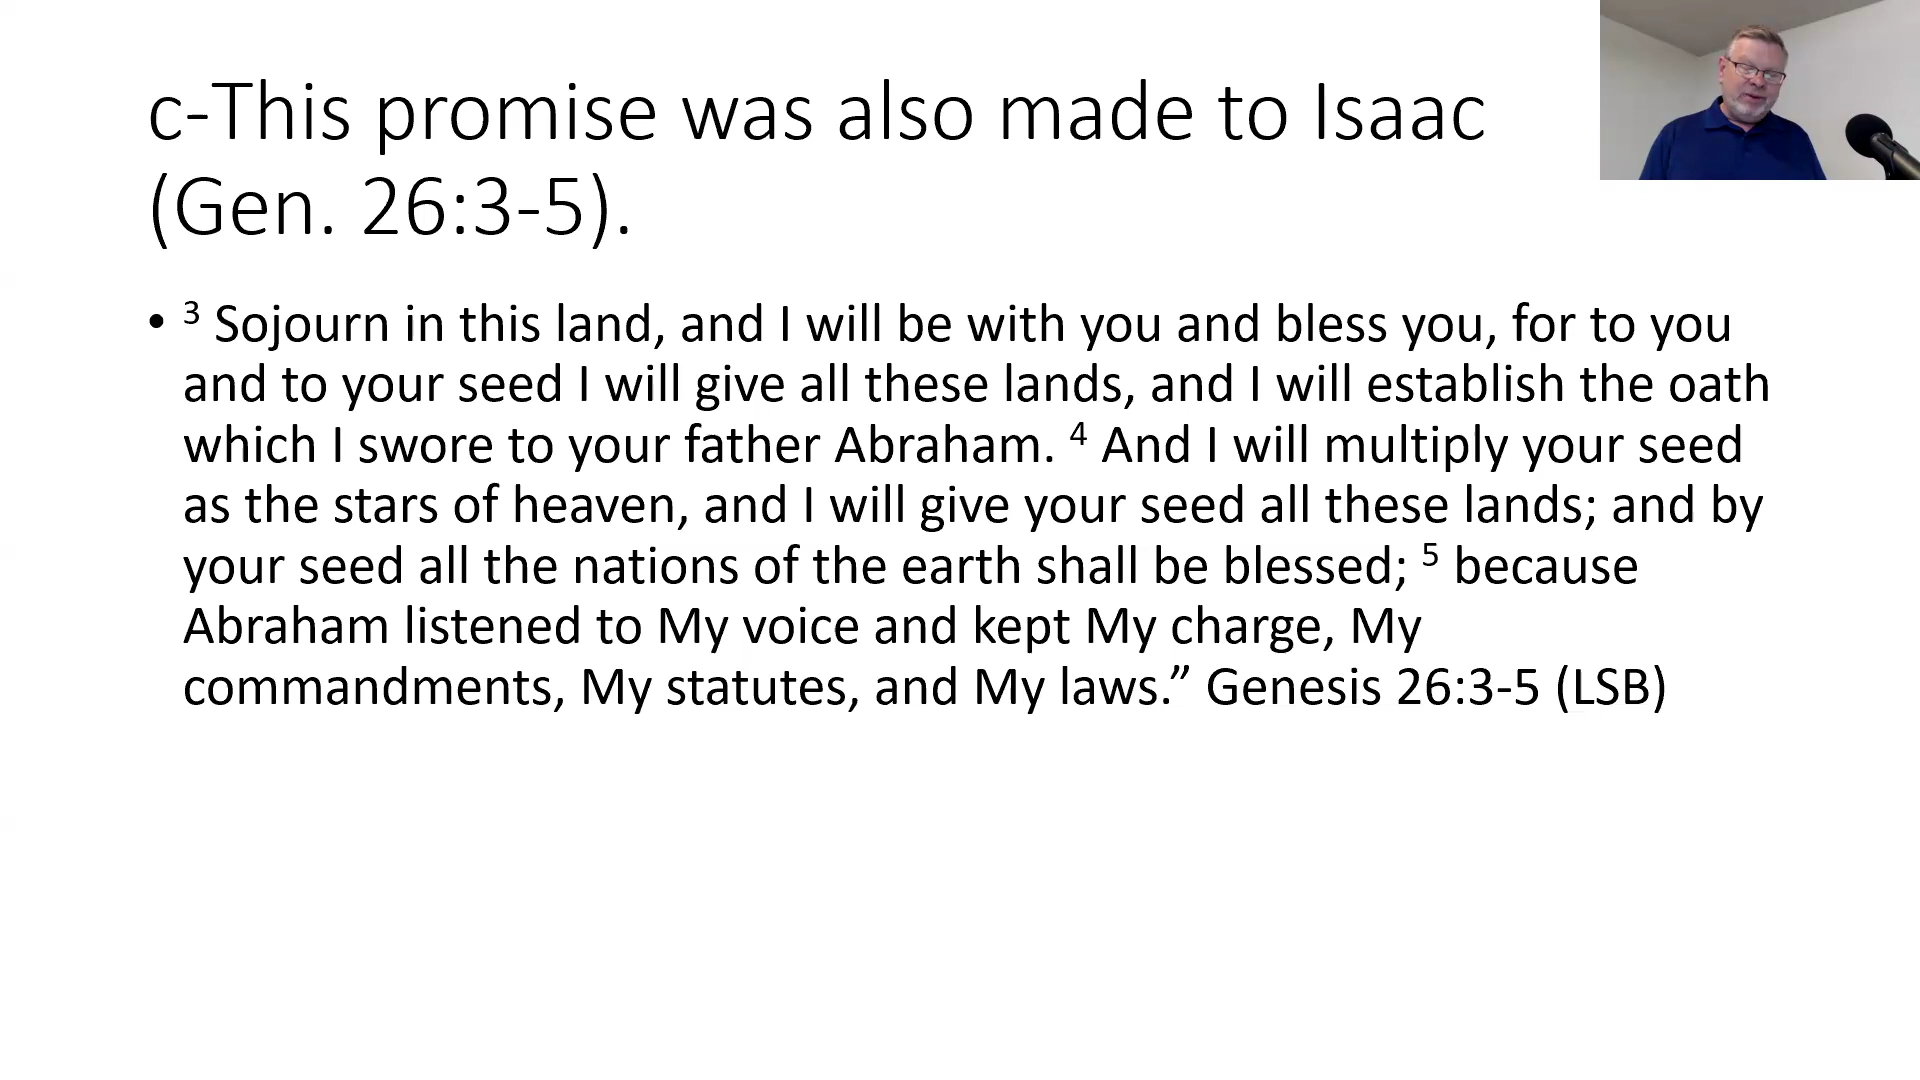 c-This promise was also made to Isaac
(Gen. 26:3-5).
• ³ Sojourn in this land, and I will be with you and bless you, for to you
and to your seed I will give all these lands, and I will establish the oath
which I swore to your father Abraham. ⁴ And I will multiply your seed
as the stars of heaven, and I will give your seed all these lands; and by
your seed all the nations of the earth shall be blessed; ⁵ because
Abraham listened to My voice and kept My charge, My
commandments, My statutes, and My laws.” Genesis 26:3-5 (LSB)